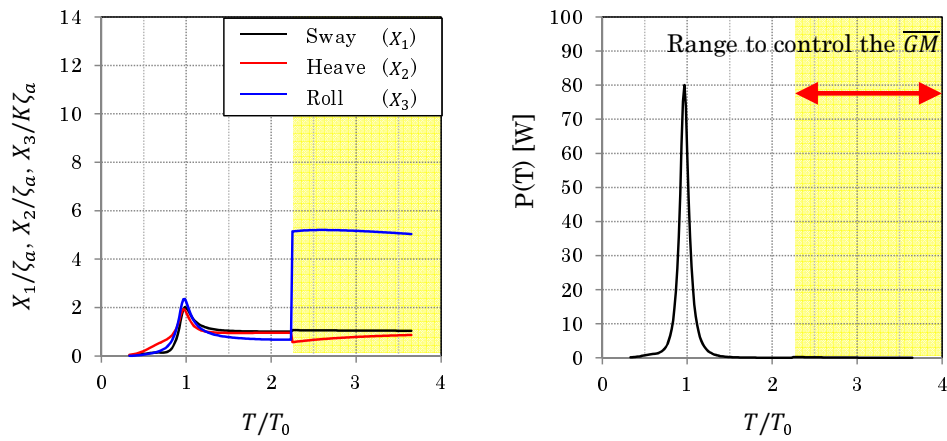 14
12
10
8
6
4
2
0
0 1 2 3 4
X₁/ζₐ, X₂/ζₐ, X₃/Kζₐ
T/T₀
Sway (X₁)
Heave (X₂)
Roll (X₃)
100
90
80
70
60
50
40
30
20
10
0
0 1 2 3 4
P(T) [W]
T/T₀
Range to control the G̅M̅